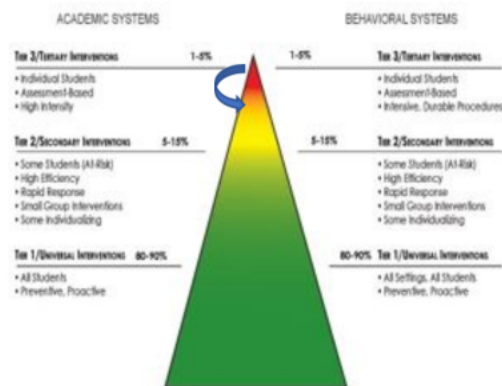 ACADEMIC SYSTEMS
BEHAVIORAL SYSTEMS
TIER 3/TERTIARY INTERVENTIONS 1-5%
• Individual Students
• Assessment-Based
• High Intensity
1-5% TIER 3/TERTIARY INTERVENTIONS
• Individual Students
• Assessment-Based
• Intensive, Durable Procedures
TIER 2/SECONDARY INTERVENTIONS 5-15%
• Some Students (At-Risk)
• High Efficiency
• Rapid Response
• Small Group Interventions
• Some Individualizing
5-15% TIER 2/SECONDARY INTERVENTIONS
• Some Students (At-Risk)
• High Efficiency
• Rapid Response
• Small Group Interventions
• Some Individualizing
TIER 1/UNIVERSAL INTERVENTIONS 80-90%
• All Students
• Preventive, Proactive
80-90% TIER 1/UNIVERSAL INTERVENTIONS
• All Settings, All Students
• Preventive, Proactive